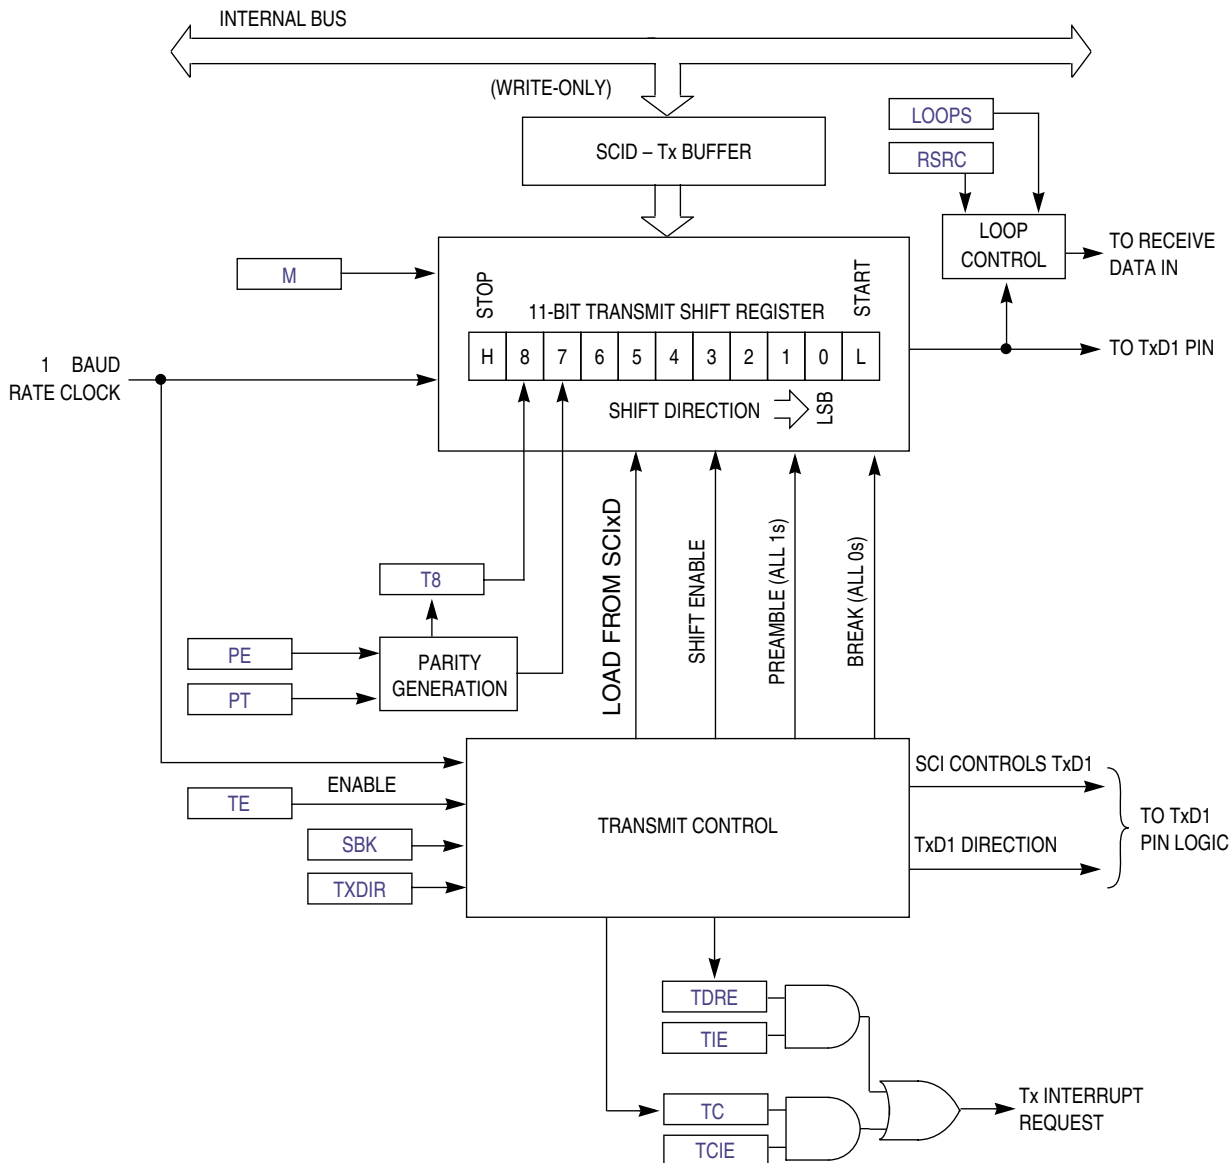 INTERNAL BUS
(WRITE-ONLY)
SCID – Tx BUFFER
LOOPS
RSRC
LOOP
CONTROL
TO RECEIVE
DATA IN
M
STOP
11-BIT TRANSMIT SHIFT REGISTER
START
H 8 7 6 5 4 3 2 1 0 L
TO TxD1 PIN
1 BAUD
RATE CLOCK
SHIFT DIRECTION
LSB
LOAD FROM SCIxD
SHIFT ENABLE
PREAMBLE (ALL 1s)
BREAK (ALL 0s)
T8
PE
PT
PARITY
GENERATION
ENABLE
TE
SBK
TXDIR
TRANSMIT CONTROL
SCI CONTROLS TxD1
TxD1 DIRECTION
TO TxD1
PIN LOGIC
TDRE
TIE
TC
TCIE
Tx INTERRUPT
REQUEST